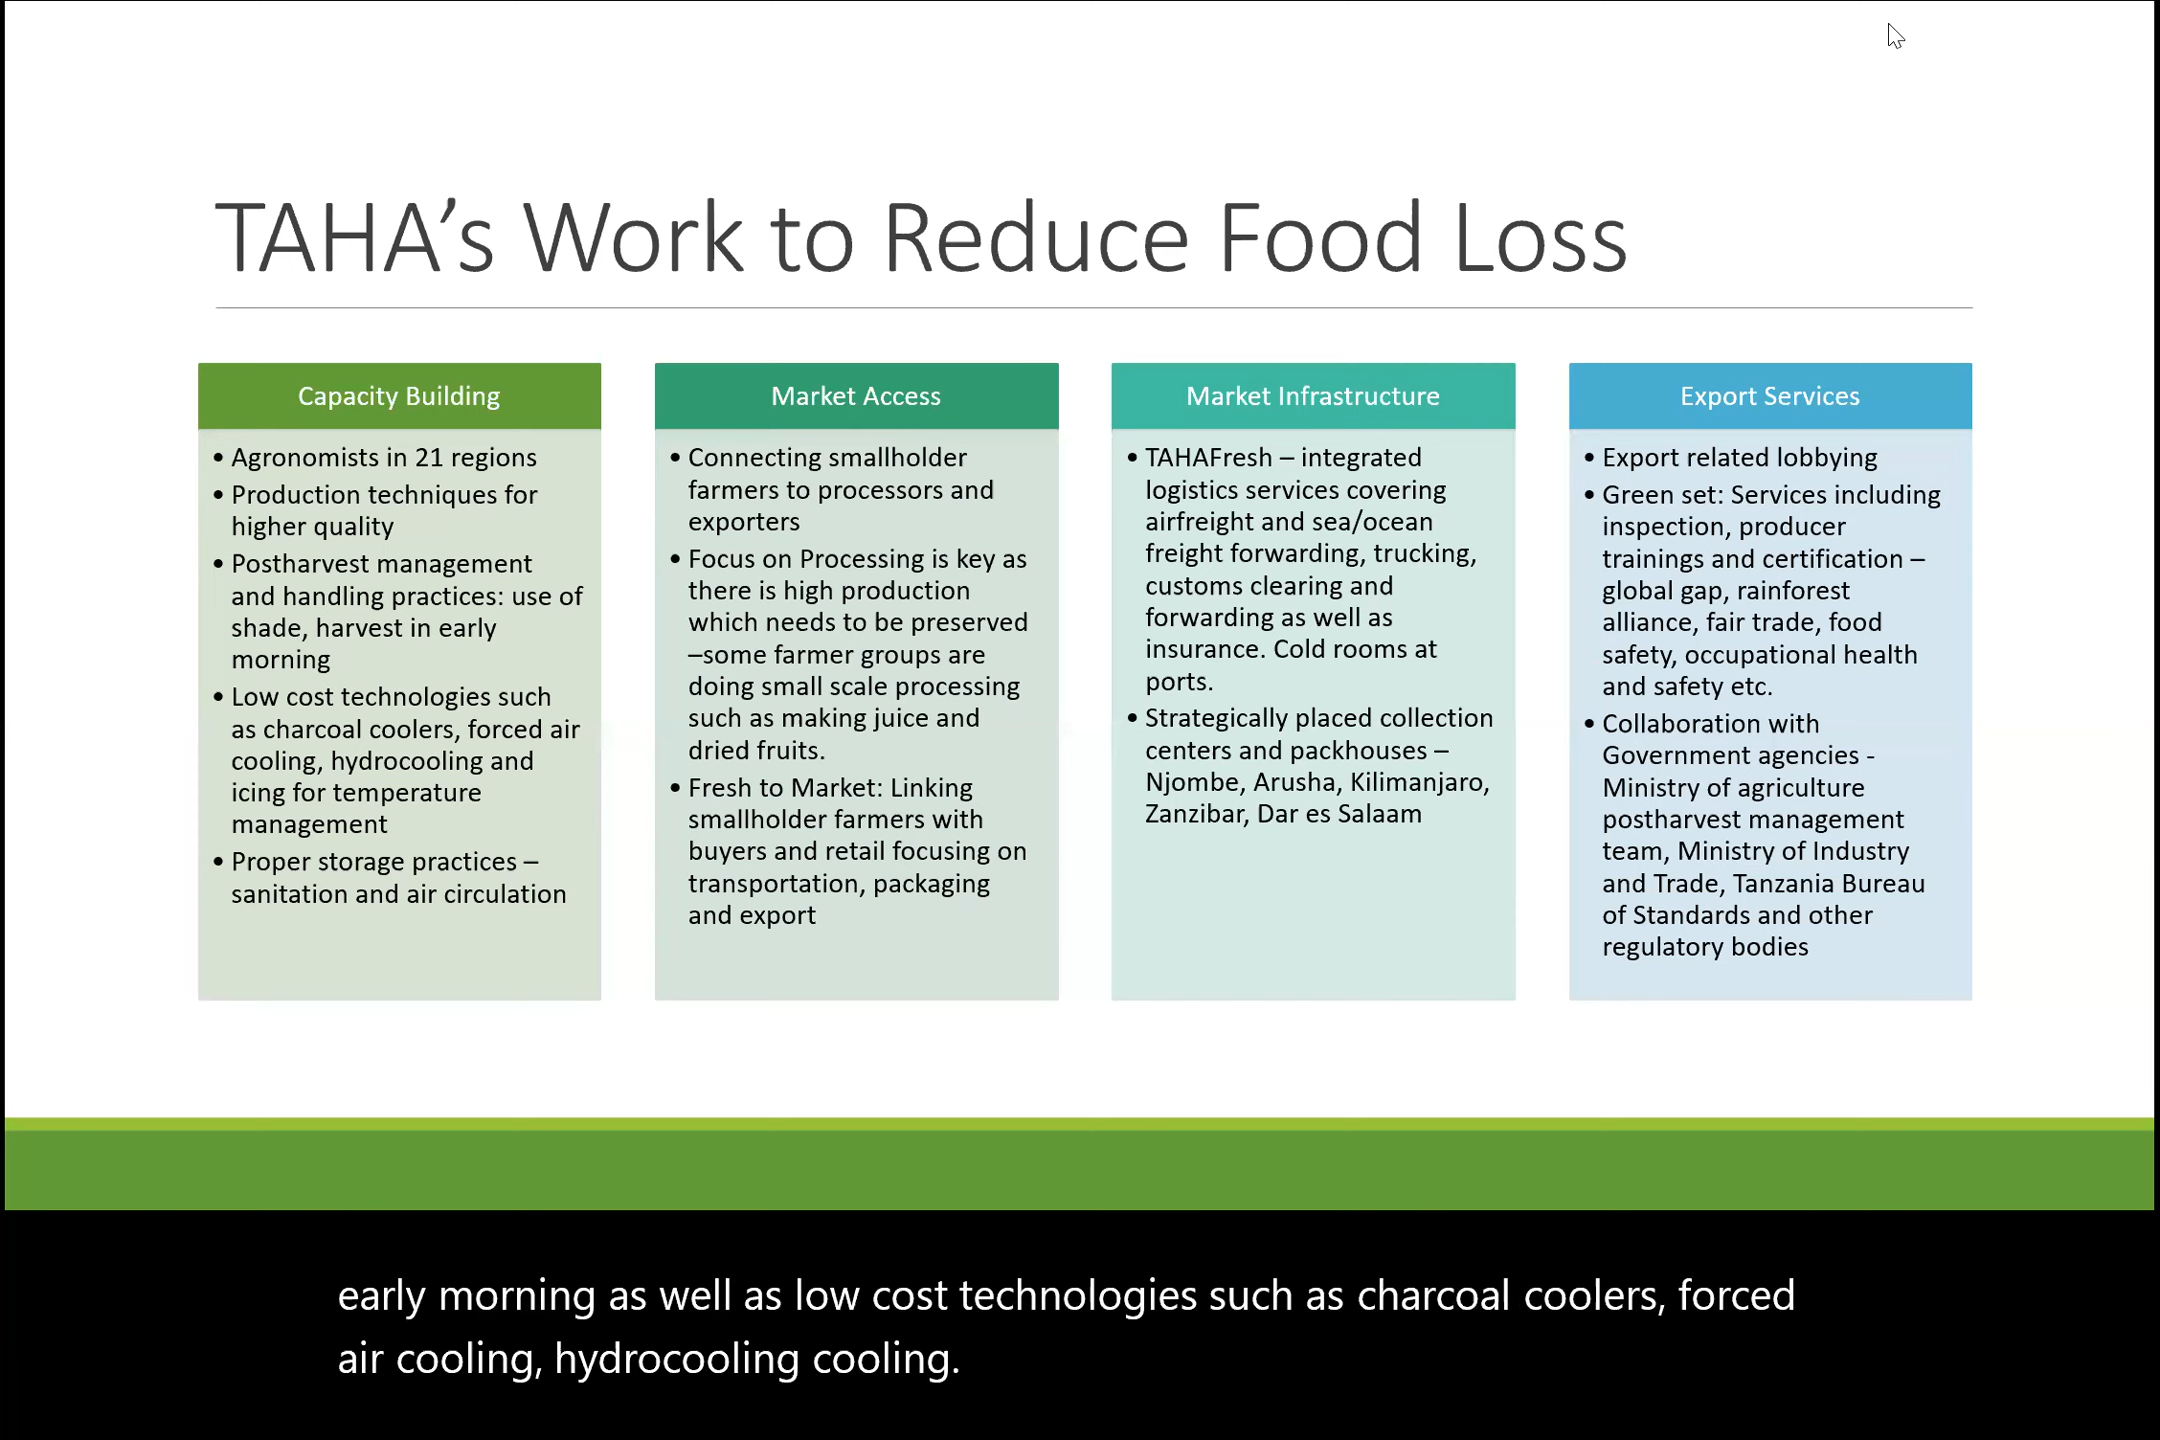 TAHA’s Work to Reduce Food Loss
Capacity Building
• Agronomists in 21 regions
• Production techniques for
higher quality
• Postharvest management
and handling practices: use of
shade, harvest in early
morning
• Low cost technologies such
as charcoal coolers, forced air
cooling, hydrocooling and
icing for temperature
management
• Proper storage practices –
sanitation and air circulation
Market Access
• Connecting smallholder
farmers to processors and
exporters
• Focus on Processing is key as
there is high production
which needs to be preserved
–some farmer groups are
doing small scale processing
such as making juice and
dried fruits.
• Fresh to Market: Linking
smallholder farmers with
buyers and retail focusing on
transportation, packaging
and export
Market Infrastructure
• TAHAFresh – integrated
logistics services covering
airfreight and sea/ocean
freight forwarding, trucking,
customs clearing and
forwarding as well as
insurance. Cold rooms at
ports.
• Strategically placed collection
centers and packhouses –
Njombe, Arusha, Kilimanjaro,
Zanzibar, Dar es Salaam
Export Services
• Export related lobbying
• Green set: Services including
inspection, producer
trainings and certification –
global gap, rainforest
alliance, fair trade, food
safety, occupational health
and safety etc.
• Collaboration with
Government agencies -
Ministry of agriculture
postharvest management
team, Ministry of Industry
and Trade, Tanzania Bureau
of Standards and other
regulatory bodies
early morning as well as low cost technologies such as charcoal coolers, forced
air cooling, hydrocooling cooling.